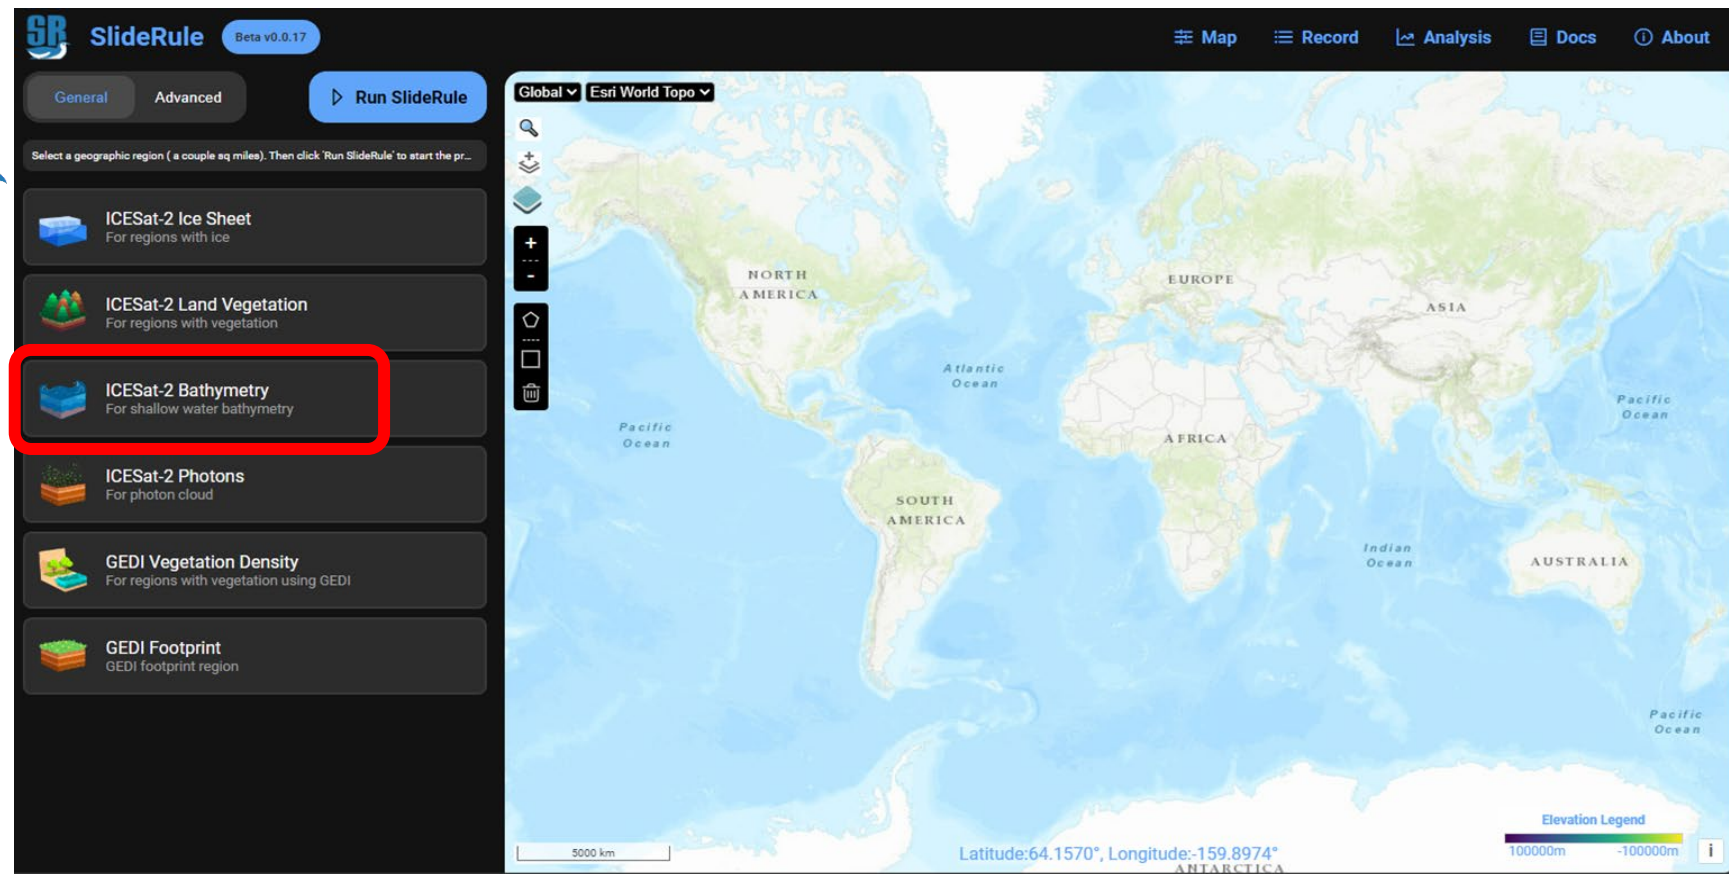 SR
SlideRule
Beta v0.0.17
Map
Record
Analysis
Docs
About
General
Advanced
Run SlideRule
Select a geographic region ( a couple sq miles). Then click 'Run SlideRule' to start the pr...
ICESat-2 Ice Sheet
For regions with ice
ICESat-2 Land Vegetation
For regions with vegetation
ICESat-2 Bathymetry
For shallow water bathymetry
ICESat-2 Photons
For photon cloud
GEDI Vegetation Density
For regions with vegetation using GEDI
GEDI Footprint
GEDI footprint region
Global
Esri World Topo
+
-
NORTH
AMERICA
EUROPE
ASIA
Atlantic
Ocean
Pacific
Ocean
Pacific
Ocean
AFRICA
SOUTH
AMERICA
Indian
Ocean
AUSTRALIA
Pacific
Ocean
Elevation Legend
100000m
-100000m
i
5000 km
Latitude:64.1570°, Longitude:-159.8974°
ANTARCTICA